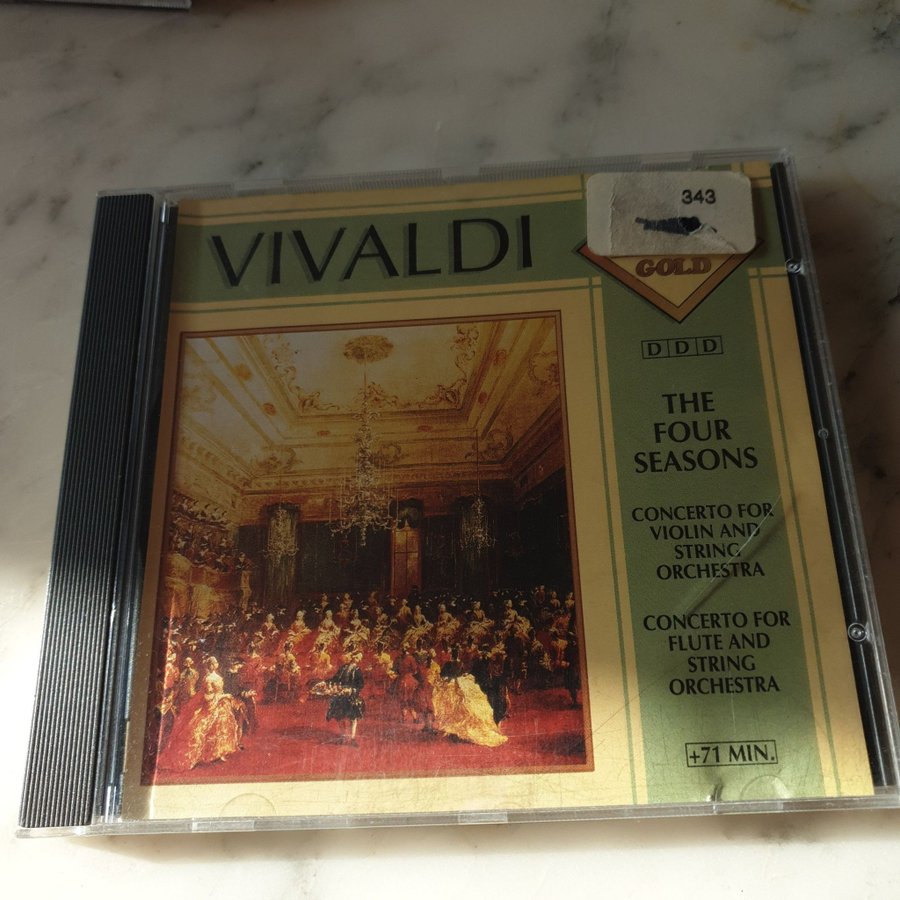 VIVALDI
343
GOLD
D D D
THE
FOUR
SEASONS
CONCERTO FOR
VIOLIN AND
STRING
ORCHESTRA
CONCERTO FOR
FLUTE AND
STRING
ORCHESTRA
+71 MIN.